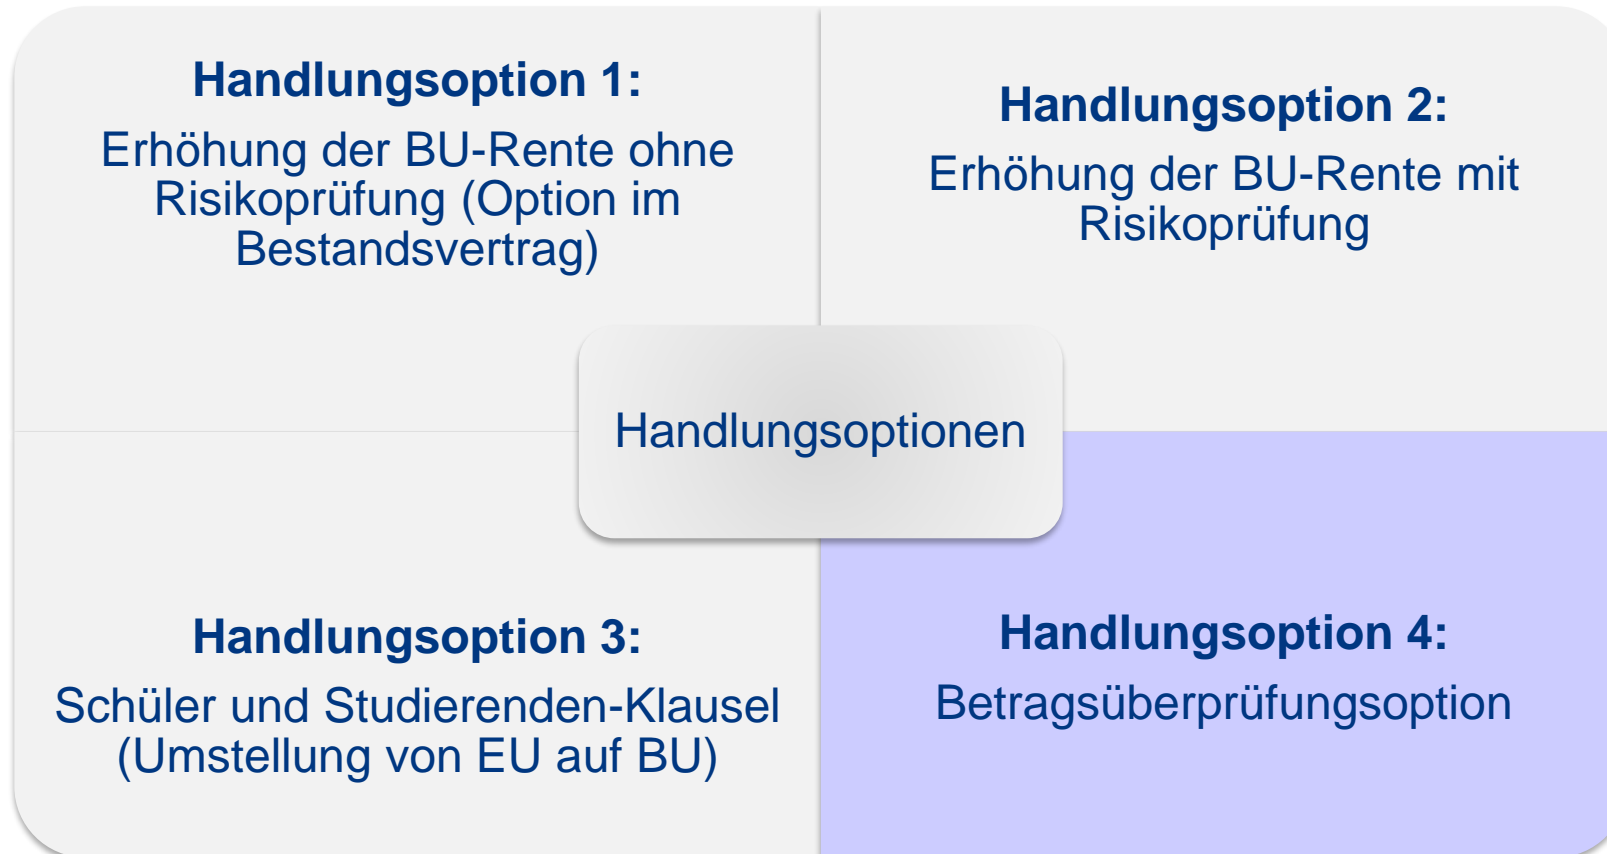 Handlungsoption 1:
Erhöhung der BU-Rente ohne
Risikoprüfung (Option im
Bestandsvertrag)
Handlungsoption 2:
Erhöhung der BU-Rente mit
Risikoprüfung
Handlungsoptionen
Handlungsoption 3:
Schüler und Studierenden-Klausel
(Umstellung von EU auf BU)
Handlungsoption 4:
Betragsüberprüfungsoption